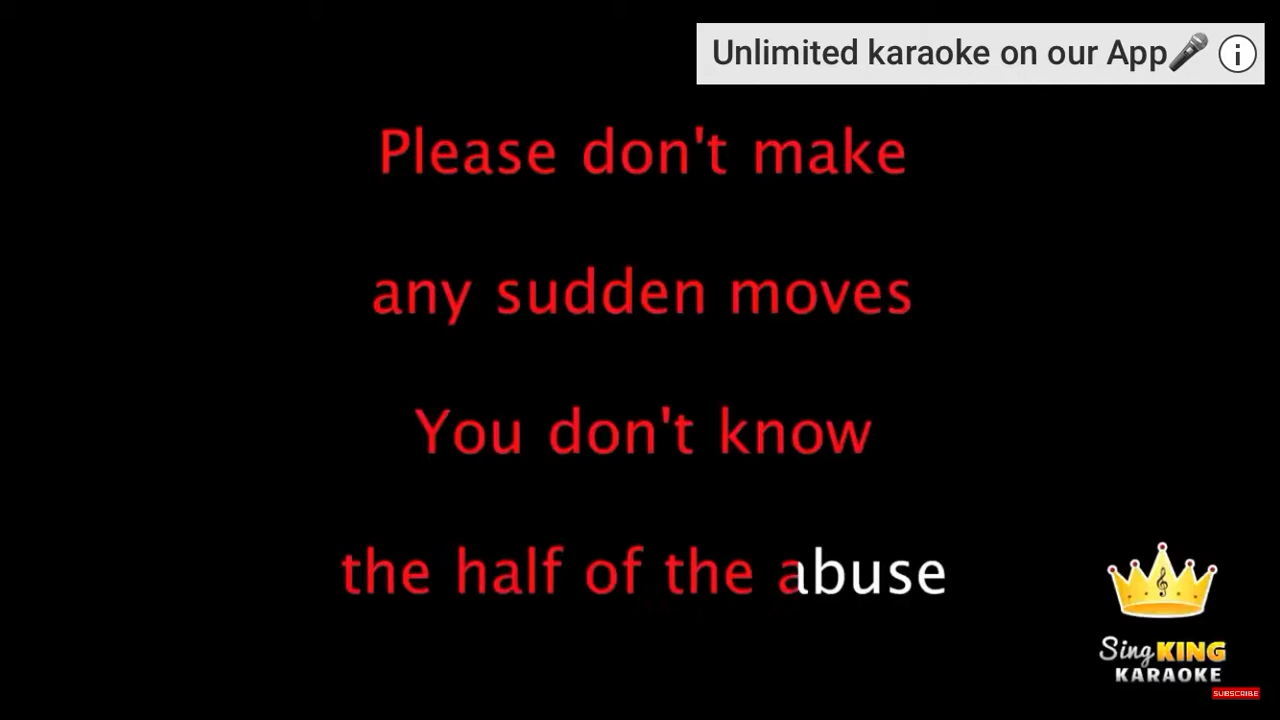 Unlimited karaoke on our App
Please don't make
any sudden moves
You don't know
the half of the abuse
Sing KING
KARAOKE
SUBSCRIBE